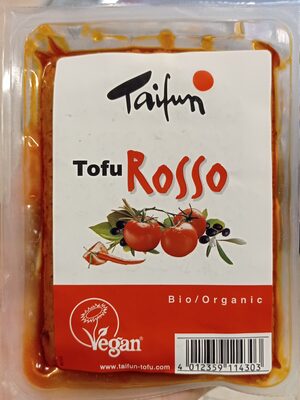 Taifun
Tofu Rosso
Bio/Organic
Vegan
www.taifun-tofu.com
4 012359 114303